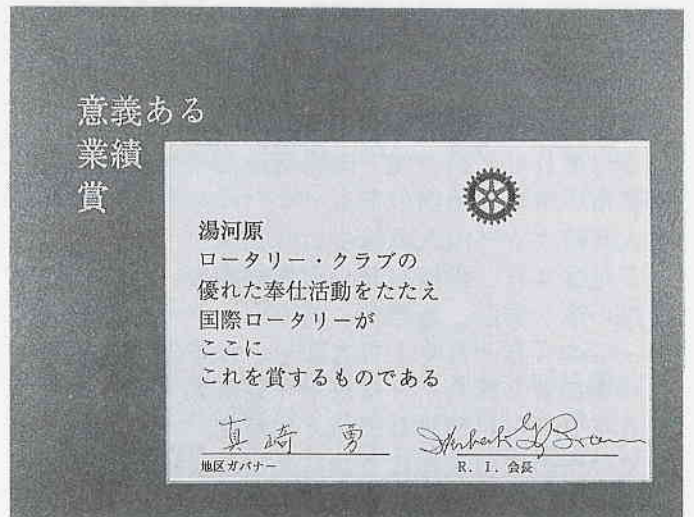 意義ある
業績
賞
湯河原
ロータリー・クラブの
優れた奉仕活動をたたえ
国際ロータリーが
ここに
これを賞するものである
真崎 勇
地区ガバナー
Herbert G. Brown
R. I. 会長